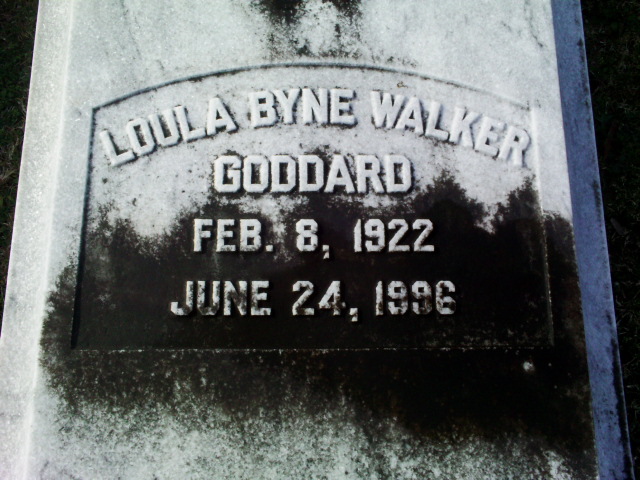 LOULA BYNE WALKER
GODDARD
FEB. 8, 1922
JUNE 24, 1996